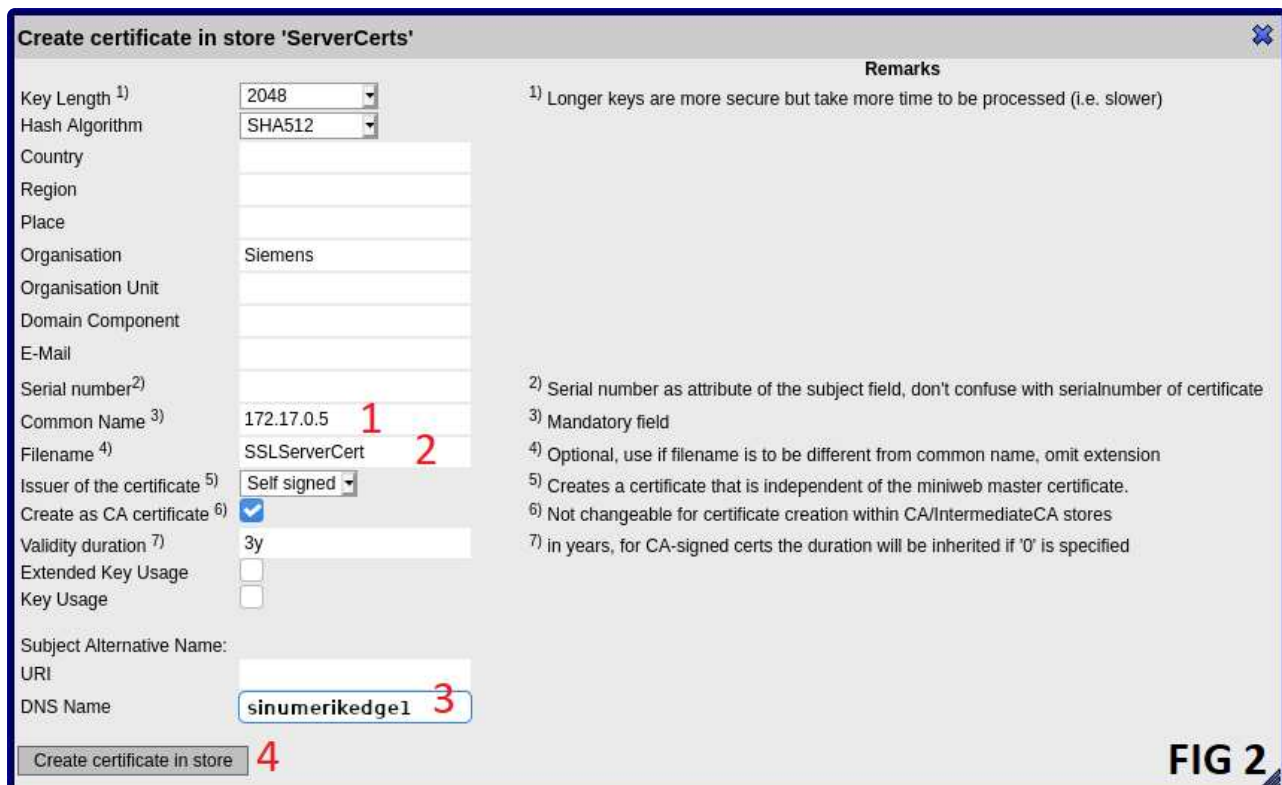 Create certificate in store 'ServerCerts'
Remarks
Key Length 1) 2048 1) Longer keys are more secure but take more time to be processed (i.e. slower)
Hash Algorithm SHA512
Country
Region
Place
Organisation Siemens
Organisation Unit
Domain Component
E-Mail
Serial number2) 2) Serial number as attribute of the subject field, don't confuse with serialnumber of certificate
Common Name 3) 172.17.0.5 1 3) Mandatory field
Filename 4) SSLServerCert 2 4) Optional, use if filename is to be different from common name, omit extension
Issuer of the certificate 5) Self signed 5) Creates a certificate that is independent of the miniweb master certificate.
Create as CA certificate 6) 6) Not changeable for certificate creation within CA/IntermediateCA stores
Validity duration 7) 3y 7) in years, for CA-signed certs the duration will be inherited if '0' is specified
Extended Key Usage
Key Usage
Subject Alternative Name:
URI
DNS Name sinumerikedge1 3
Create certificate in store 4
FIG 2